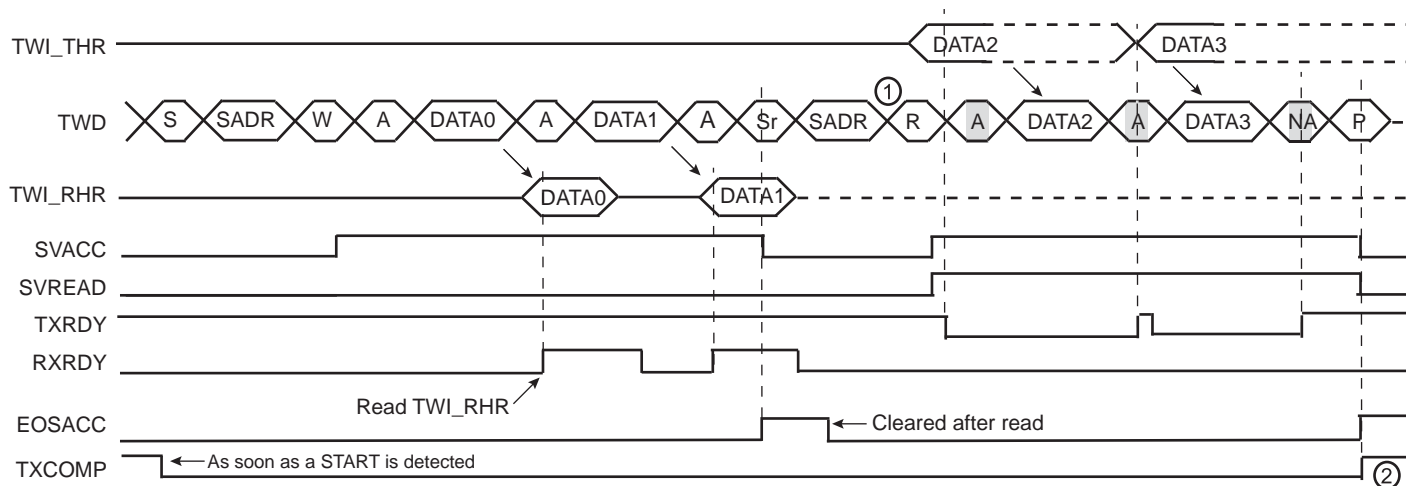 TWI_THR DATA2 DATA3
①
TWD S SADR W A DATA0 A DATA1 A Sr SADR R A DATA2 A DATA3 NA P
TWI_RHR DATA0 DATA1
SVACC
SVREAD
TXRDY
RXRDY
Read TWI_RHR
EOSACC Cleared after read
TXCOMP As soon as a START is detected ②